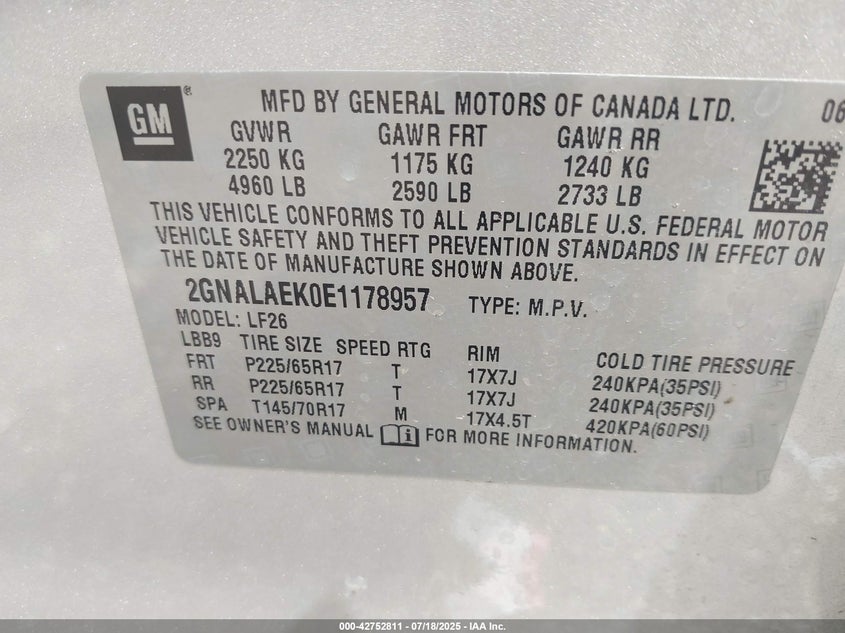 GM®
MFD BY GENERAL MOTORS OF CANADA LTD. 06
GVWR GAWR FRT GAWR RR
2250 KG 1175 KG 1240 KG
4960 LB 2590 LB 2733 LB
THIS VEHICLE CONFORMS TO ALL APPLICABLE U.S. FEDERAL MOTOR
VEHICLE SAFETY AND THEFT PREVENTION STANDARDS IN EFFECT ON
THE DATE OF MANUFACTURE SHOWN ABOVE.
2GNALAEK0E1178957 TYPE: M.P.V.
MODEL: LF26
LBB9 TIRE SIZE SPEED RTG RIM COLD TIRE PRESSURE
FRT P225/65R17 T 17X7J 240KPA(35PSI)
RR P225/65R17 T 17X7J 240KPA(35PSI)
SPA T145/70R17 M 17X4.5T 420KPA(60PSI)
SEE OWNER'S MANUAL i FOR MORE INFORMATION.
000-42752811 - 07/18/2025 - IAA Inc.